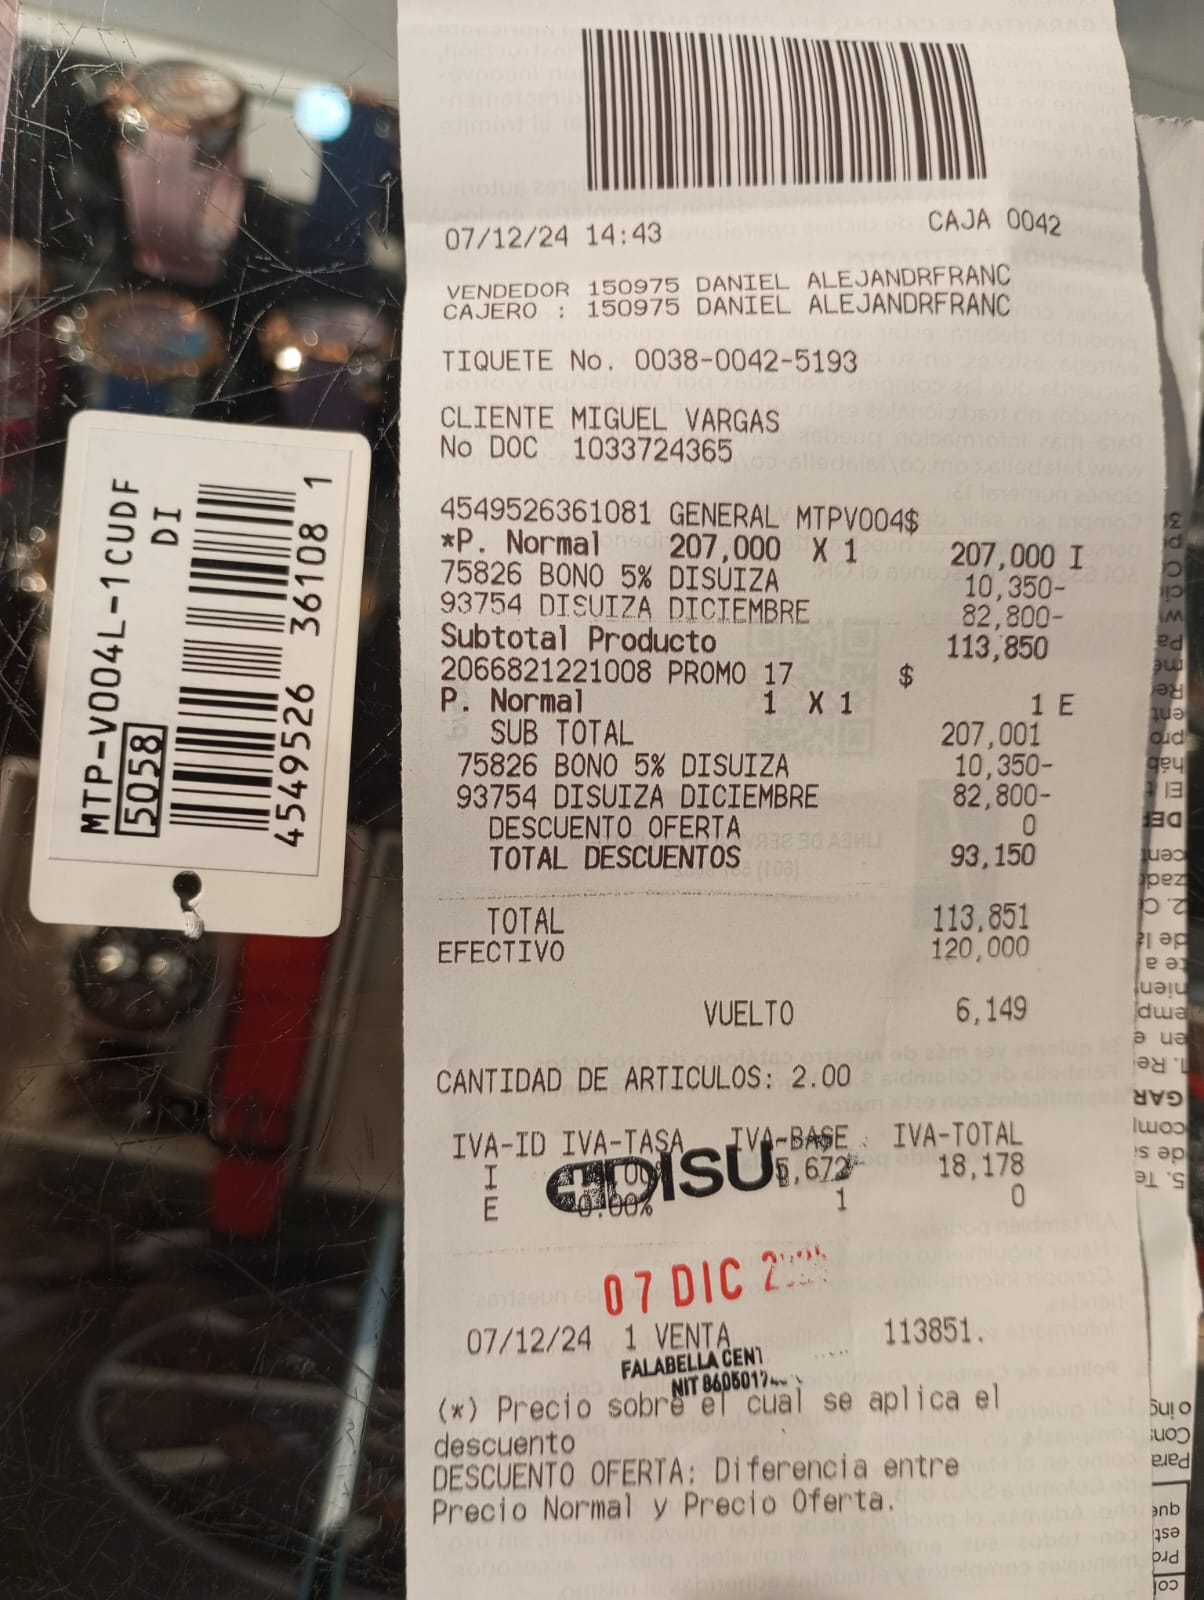 MTP-V004L-1CUDF
DI
5058
4549526 361081
07/12/24 14:43 CAJA 0042
VENDEDOR 150975 DANIEL ALEJANDRFRANC
CAJERO : 150975 DANIEL ALEJANDRFRANC
TIQUETE No. 0038-0042-5193
CLIENTE MIGUEL VARGAS
No DOC 1033724365
4549526361081 GENERAL MTPV004$
*P. Normal 207,000 X 1 207,000 I
75826 BONO 5% DISUIZA 10,350-
93754 DISUIZA DICIEMBRE 82,800-
Subtotal Producto 113,850
2066821221008 PROMO 17 $
P. Normal 1 X 1 1 E
SUB TOTAL 207,001
75826 BONO 5% DISUIZA 10,350-
93754 DISUIZA DICIEMBRE 82,800-
DESCUENTO OFERTA 0
TOTAL DESCUENTOS 93,150
TOTAL 113,851
EFECTIVO 120,000
VUELTO 6,149
CANTIDAD DE ARTICULOS: 2.00
IVA-ID IVA-TASA IVA-BASE IVA-TOTAL
I 18,178
E 0.00% 1 0
DISU
07 DIC
07/12/24 1 VENTA 113851.
FALABELLA CENT
NIT
(*) Precio sobre el cual se aplica el
descuento
DESCUENTO OFERTA: Diferencia entre
Precio Normal y Precio Oferta.